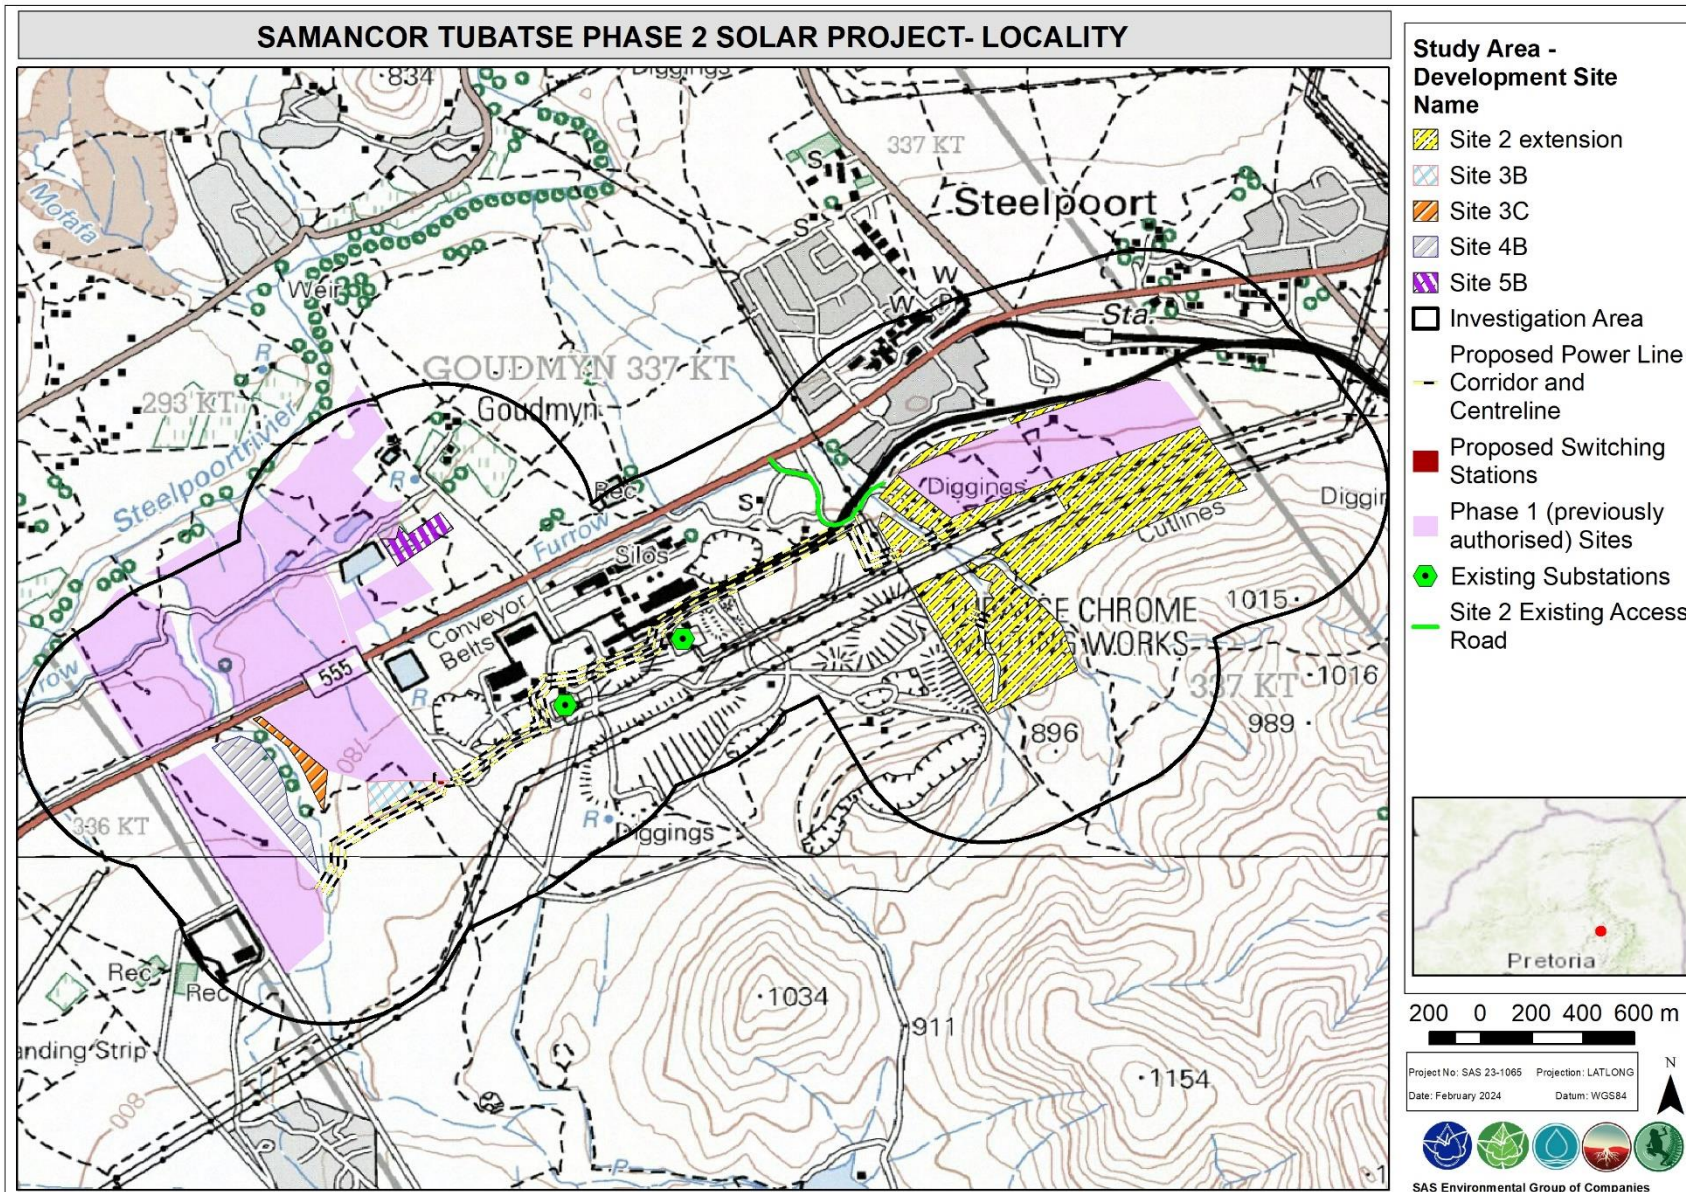 SAMANCOR TUBATSE PHASE 2 SOLAR PROJECT- LOCALITY
834
Diggings
337 KT
S
Mofafa
Steelpoort
S
Weir
W
W
P
Sta.
R
GOUDMYN 337 KT
293 KT
Goudmyn
Steelpoortrivier
R
Rec
S
Diggings
Diggin
Furrow
Cutlines
Silos
Conveyor
Belts
CHROME
WORKS
1015
555
R
337 KT
1016
780
896
989
336 KT
R
Diggings
Rec
Rec
1034
911
anding Strip
1154
800
Study Area -
Development Site
Name
Site 2 extension
Site 3B
Site 3C
Site 4B
Site 5B
Investigation Area
Proposed Power Line
Corridor and
Centreline
Proposed Switching
Stations
Phase 1 (previously
authorised) Sites
Existing Substations
Site 2 Existing Access
Road
Pretoria
200 0 200 400 600 m
Project No: SAS 23-1065 Projection: LATLONG
Date: February 2024 Datum: WGS84
N
SAS Environmental Group of Companies